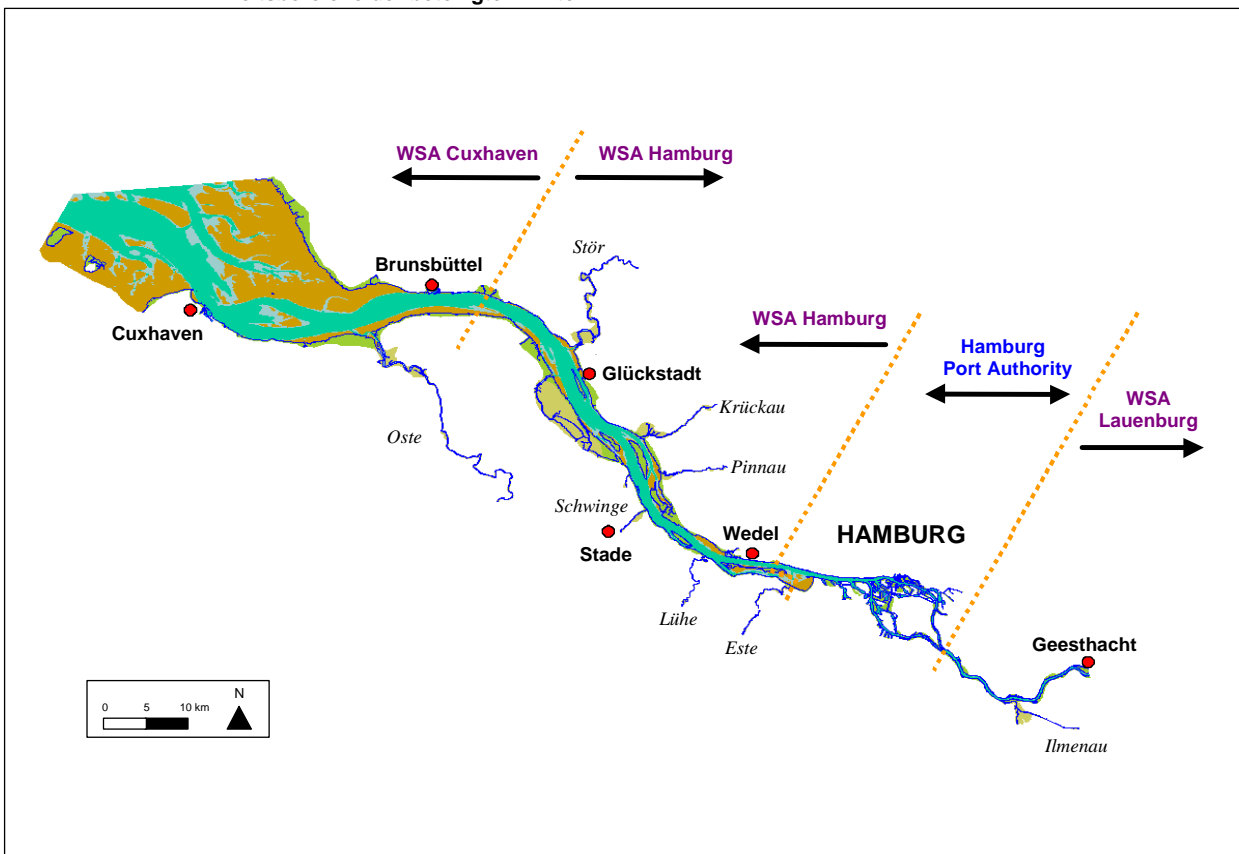 WSA Cuxhaven
WSA Hamburg
Stör
Brunsbüttel
Cuxhaven
WSA Hamburg
Hamburg
Port Authority
Glückstadt
WSA
Lauenburg
Krückau
Oste
Pinnau
Schwinge
Wedel
HAMBURG
Stade
Lühe
Este
Geesthacht
N
0 5 10 km
Ilmenau